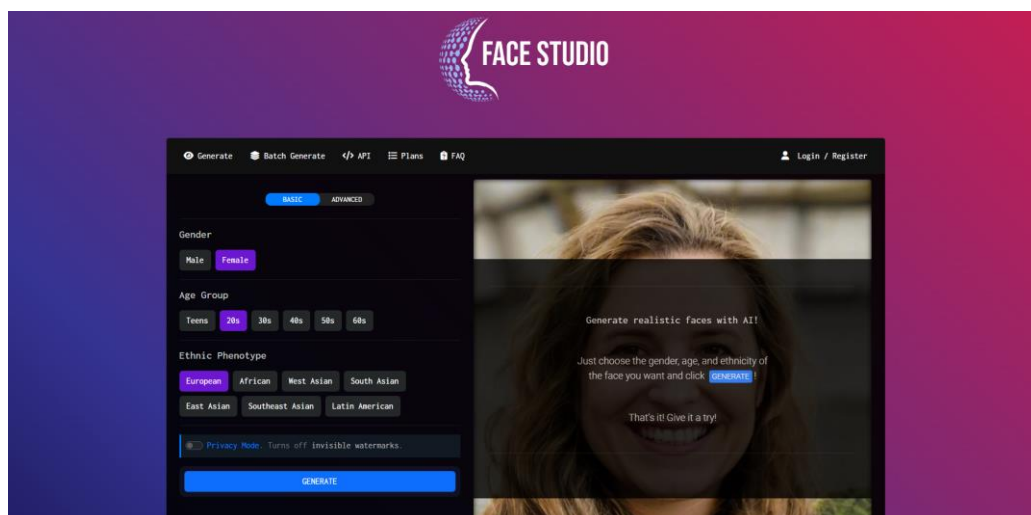 FACE STUDIO
Generate Batch Generate </> API Plans FAQ Login / Register
BASIC ADVANCED
Gender
Male Female
Age Group
Teens 20s 30s 40s 50s 60s
Ethnic Phenotype
European African West Asian South Asian
East Asian Southeast Asian Latin American
Privacy Mode. Turns off invisible watermarks.
GENERATE
Generate realistic faces with AI!
Just choose the gender, age, and ethnicity of
the face you want and click GENERATE !
That's it! Give it a try!